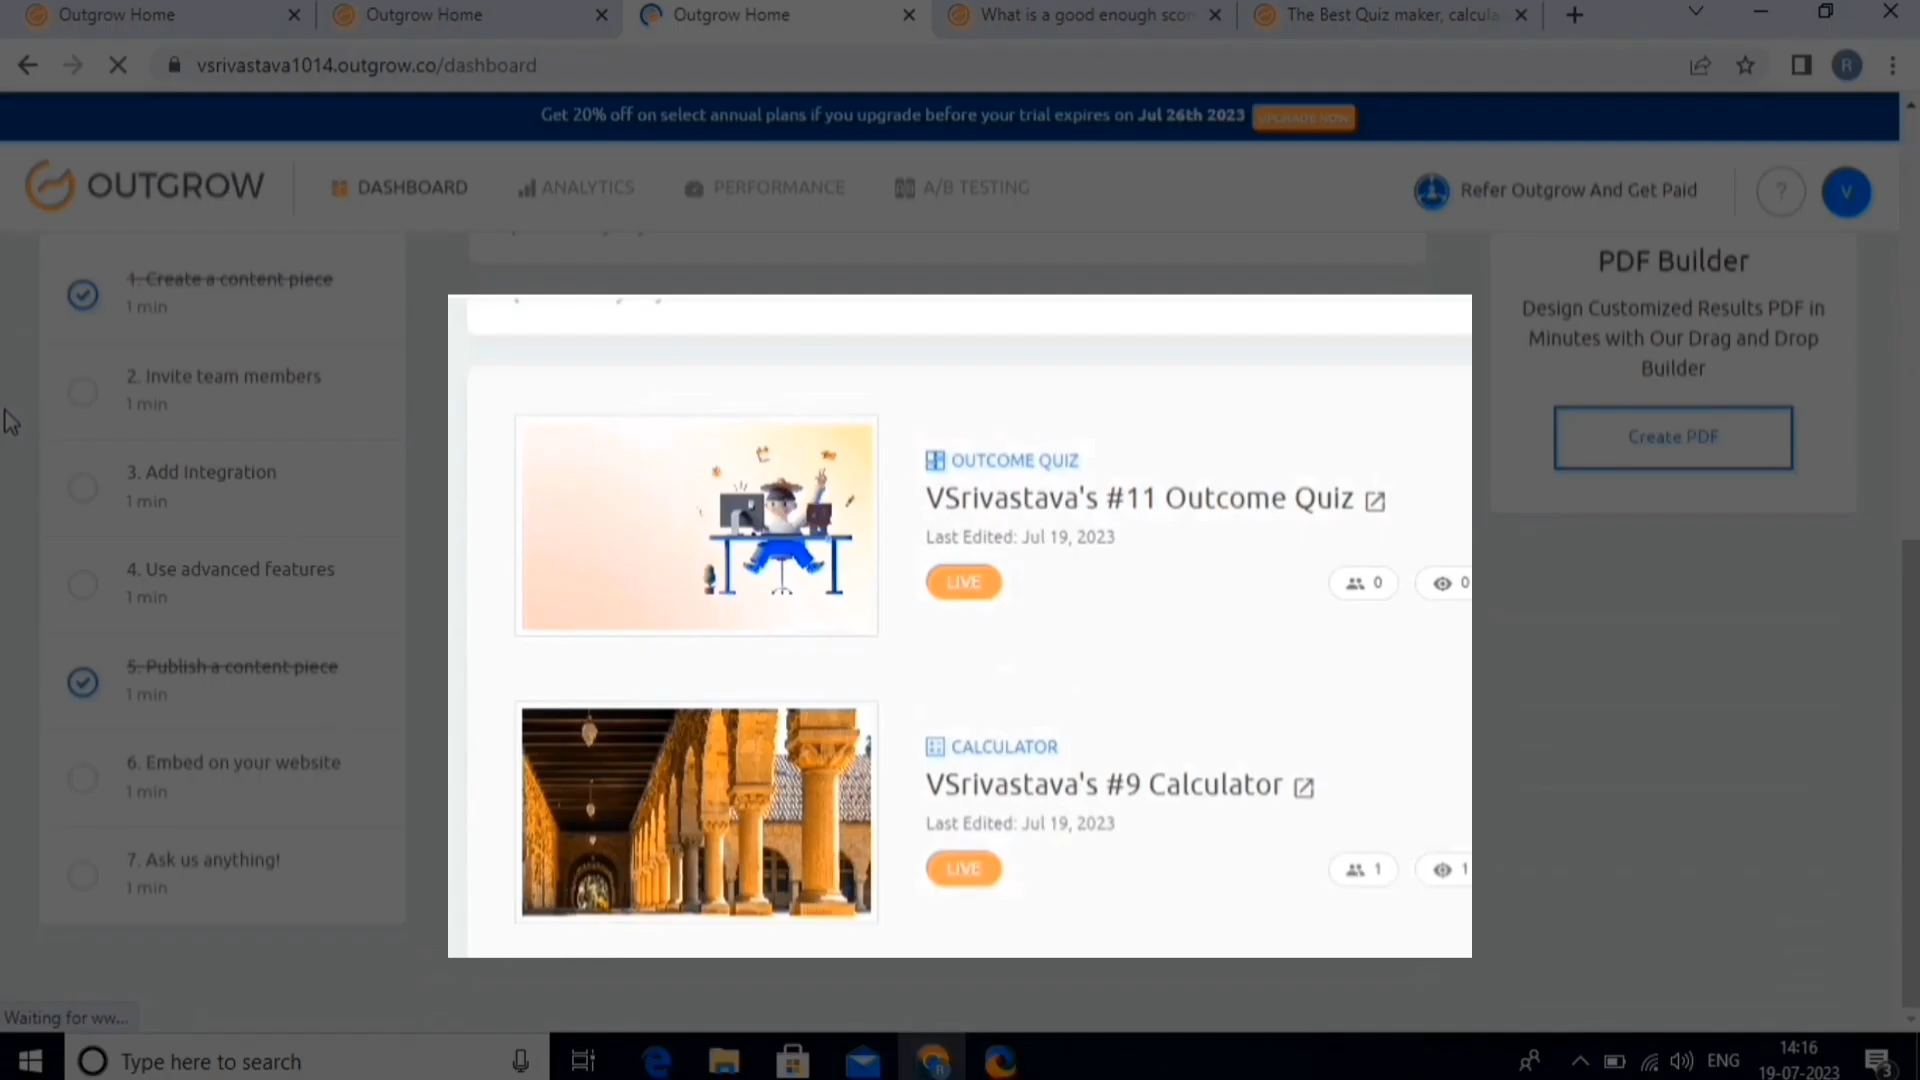 Outgrow Home
Outgrow Home
Outgrow Home
What is a good enough sco
The Best Quiz maker, calcula
vsrivastava1014.outgrow.co/dashboard
R
Get 20% off on select annual plans if you upgrade before your trial expires on Jul 26th 2023 UPGRADE NOW
OUTGROW
DASHBOARD
ANALYTICS
PERFORMANCE
A/B TESTING
Refer Outgrow And Get Paid
?
V
1. Create a content piece
1 min
2. Invite team members
1 min
3. Add Integration
1 min
4. Use advanced features
1 min
5. Publish a content piece
1 min
6. Embed on your website
1 min
7. Ask us anything!
1 min
OUTCOME QUIZ
VSrivastava's #11 Outcome Quiz
Last Edited: Jul 19, 2023
LIVE
0
0
CALCULATOR
VSrivastava's #9 Calculator
Last Edited: Jul 19, 2023
LIVE
1
1
PDF Builder
Design Customized Results PDF in
Minutes with Our Drag and Drop
Builder
Create PDF
Waiting for ww...
Type here to search
R
ENG
14:16
19-07-2023
3